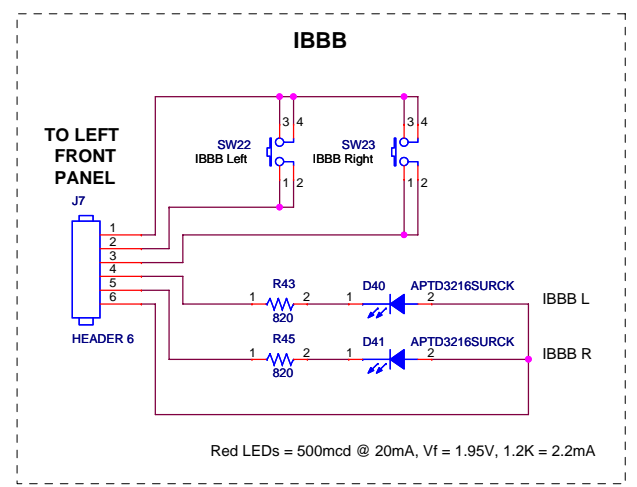 IBBB
TO LEFT
FRONT
PANEL
J7
HEADER 6
1
2
3
4
5
6
SW22
IBBB Left
3 4
1 2
SW23
IBBB Right
3 4
1 2
1 R43 2
820
1 D40 2
APTD3216SURCK
IBBB L
1 R45 2
820
1 D41 2
APTD3216SURCK
IBBB R
Red LEDs = 500mcd @ 20mA, Vf = 1.95V, 1.2K = 2.2mA